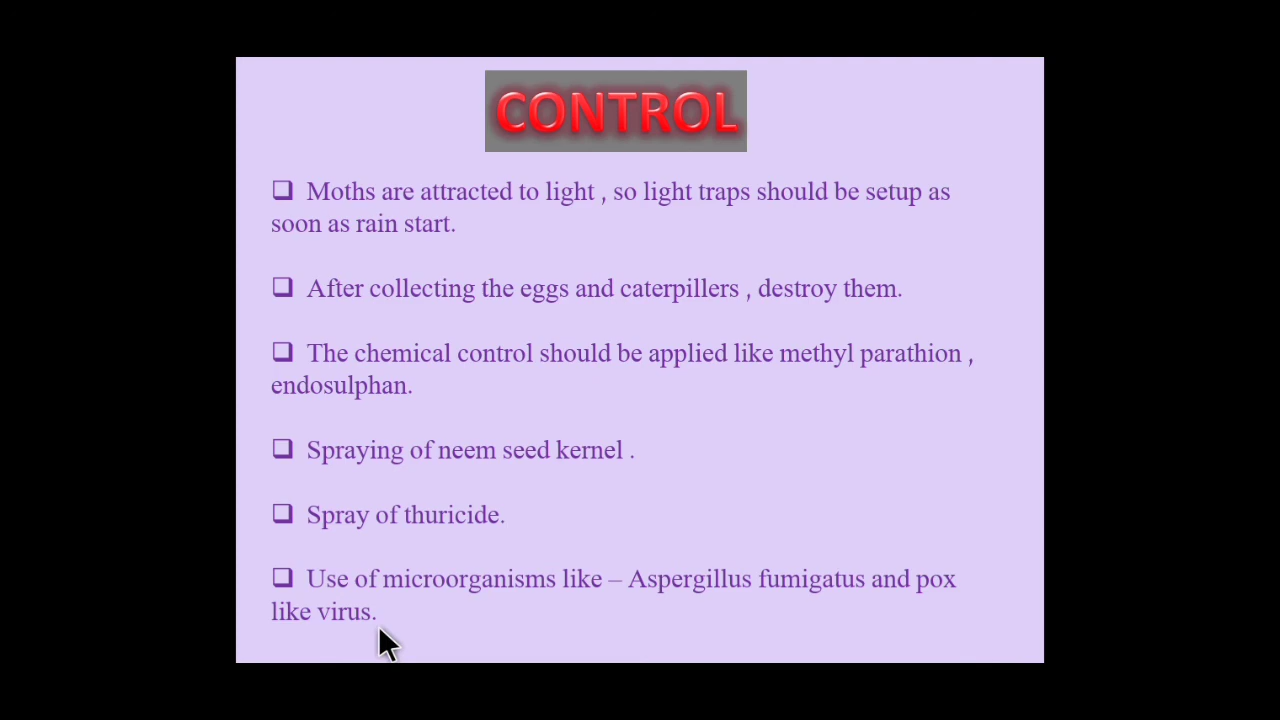 CONTROL
❑ Moths are attracted to light , so light traps should be setup as
soon as rain start.
❑ After collecting the eggs and caterpillers , destroy them.
❑ The chemical control should be applied like methyl parathion ,
endosulphan.
❑ Spraying of neem seed kernel .
❑ Spray of thuricide.
❑ Use of microorganisms like – Aspergillus fumigatus and pox
like virus.